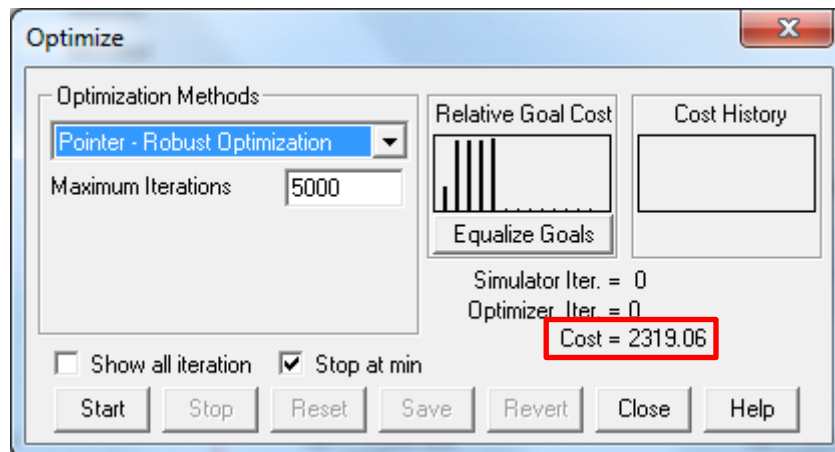 Optimize
Optimization Methods
Pointer - Robust Optimization
Maximum Iterations 5000
Relative Goal Cost
Equalize Goals
Cost History
Simulator Iter. = 0
Optimizer Iter. = 0
Cost = 2319.06
Show all iteration Stop at min
Start Stop Reset Save Revert Close Help